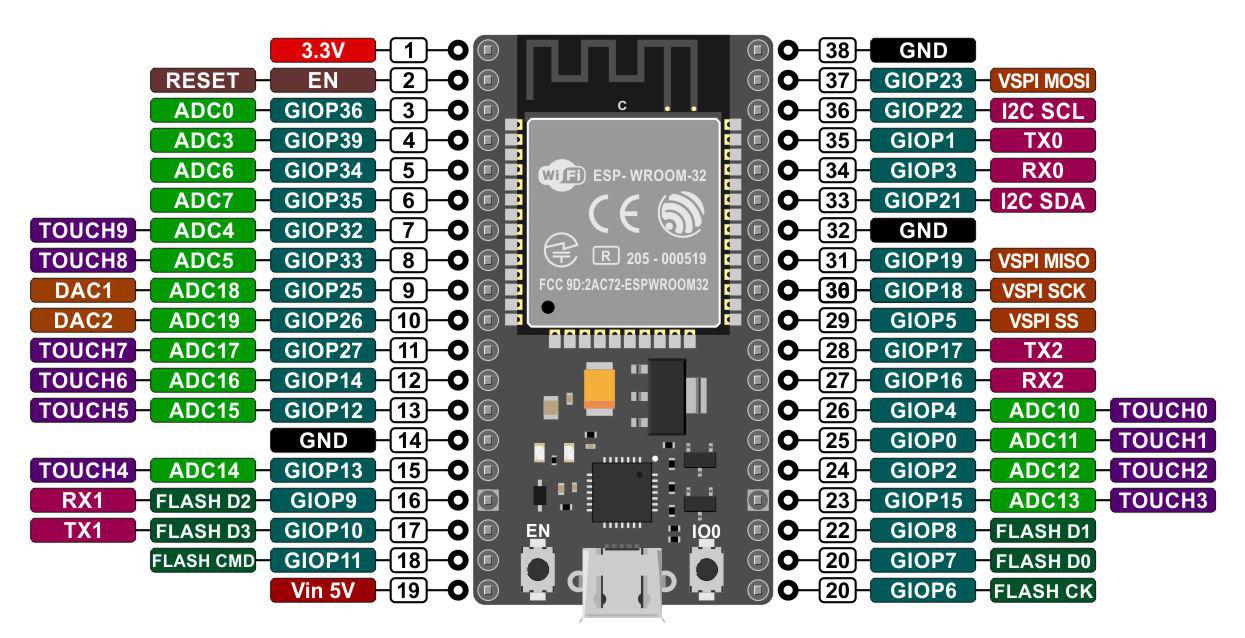 3.3V 1 38 GND
RESET EN 2 37 GIOP23 VSPI MOSI
ADC0 GIOP36 3 C 36 GIOP22 I2C SCL
ADC3 GIOP39 4 35 GIOP1 TX0
ADC6 GIOP34 5 WiFi ESP- WROOM-32 34 GIOP3 RX0
ADC7 GIOP35 6 CE 33 GIOP21 I2C SDA
TOUCH9 ADC4 GIOP32 7 32 GND
TOUCH8 ADC5 GIOP33 8 R 205 - 000519 31 GIOP19 VSPI MISO
DAC1 ADC18 GIOP25 9 FCC 9D:2AC72-ESPWROOM32 30 GIOP18 VSPI SCK
DAC2 ADC19 GIOP26 10 29 GIOP5 VSPI SS
TOUCH7 ADC17 GIOP27 11 28 GIOP17 TX2
TOUCH6 ADC16 GIOP14 12 27 GIOP16 RX2
TOUCH5 ADC15 GIOP12 13 26 GIOP4 ADC10 TOUCH0
GND 14 25 GIOP0 ADC11 TOUCH1
TOUCH4 ADC14 GIOP13 15 24 GIOP2 ADC12 TOUCH2
RX1 FLASH D2 GIOP9 16 23 GIOP15 ADC13 TOUCH3
TX1 FLASH D3 GIOP10 17 EN IO0 22 GIOP8 FLASH D1
FLASH CMD GIOP11 18 20 GIOP7 FLASH D0
Vin 5V 19 20 GIOP6 FLASH CK